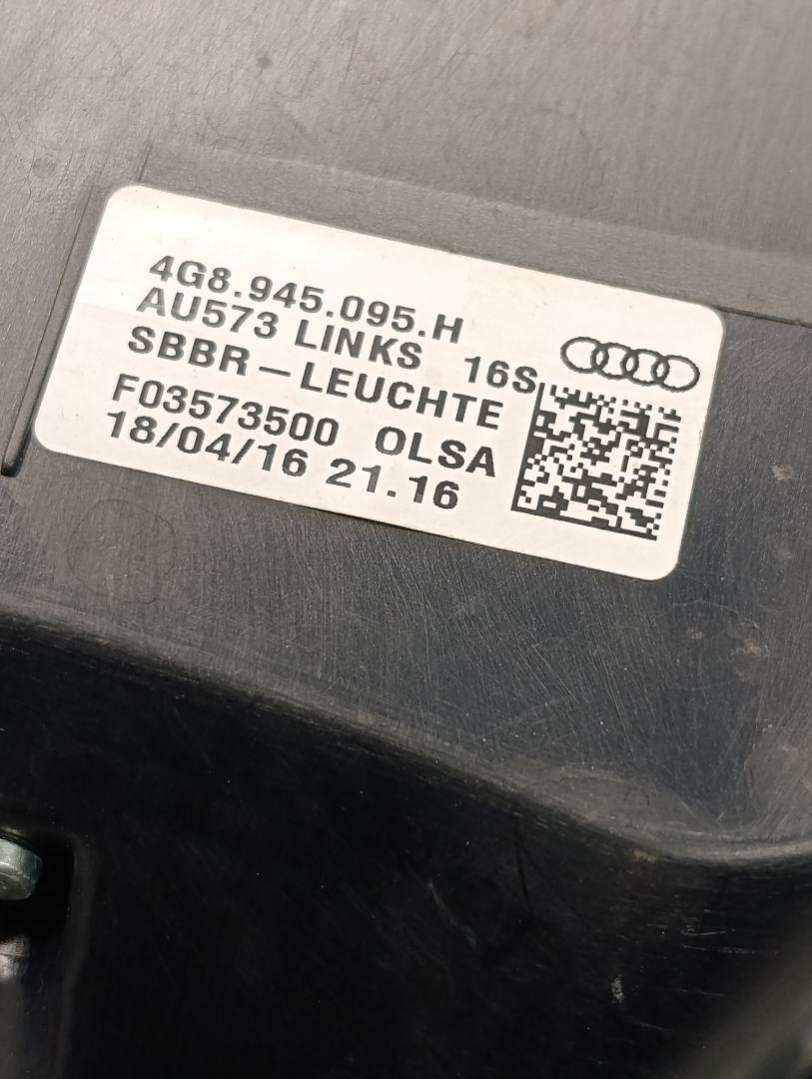 4G8.945.095.H
AU573 LINKS 16S
SBBR-LEUCHTE
F03573500 OLSA
18/04/16 21.16